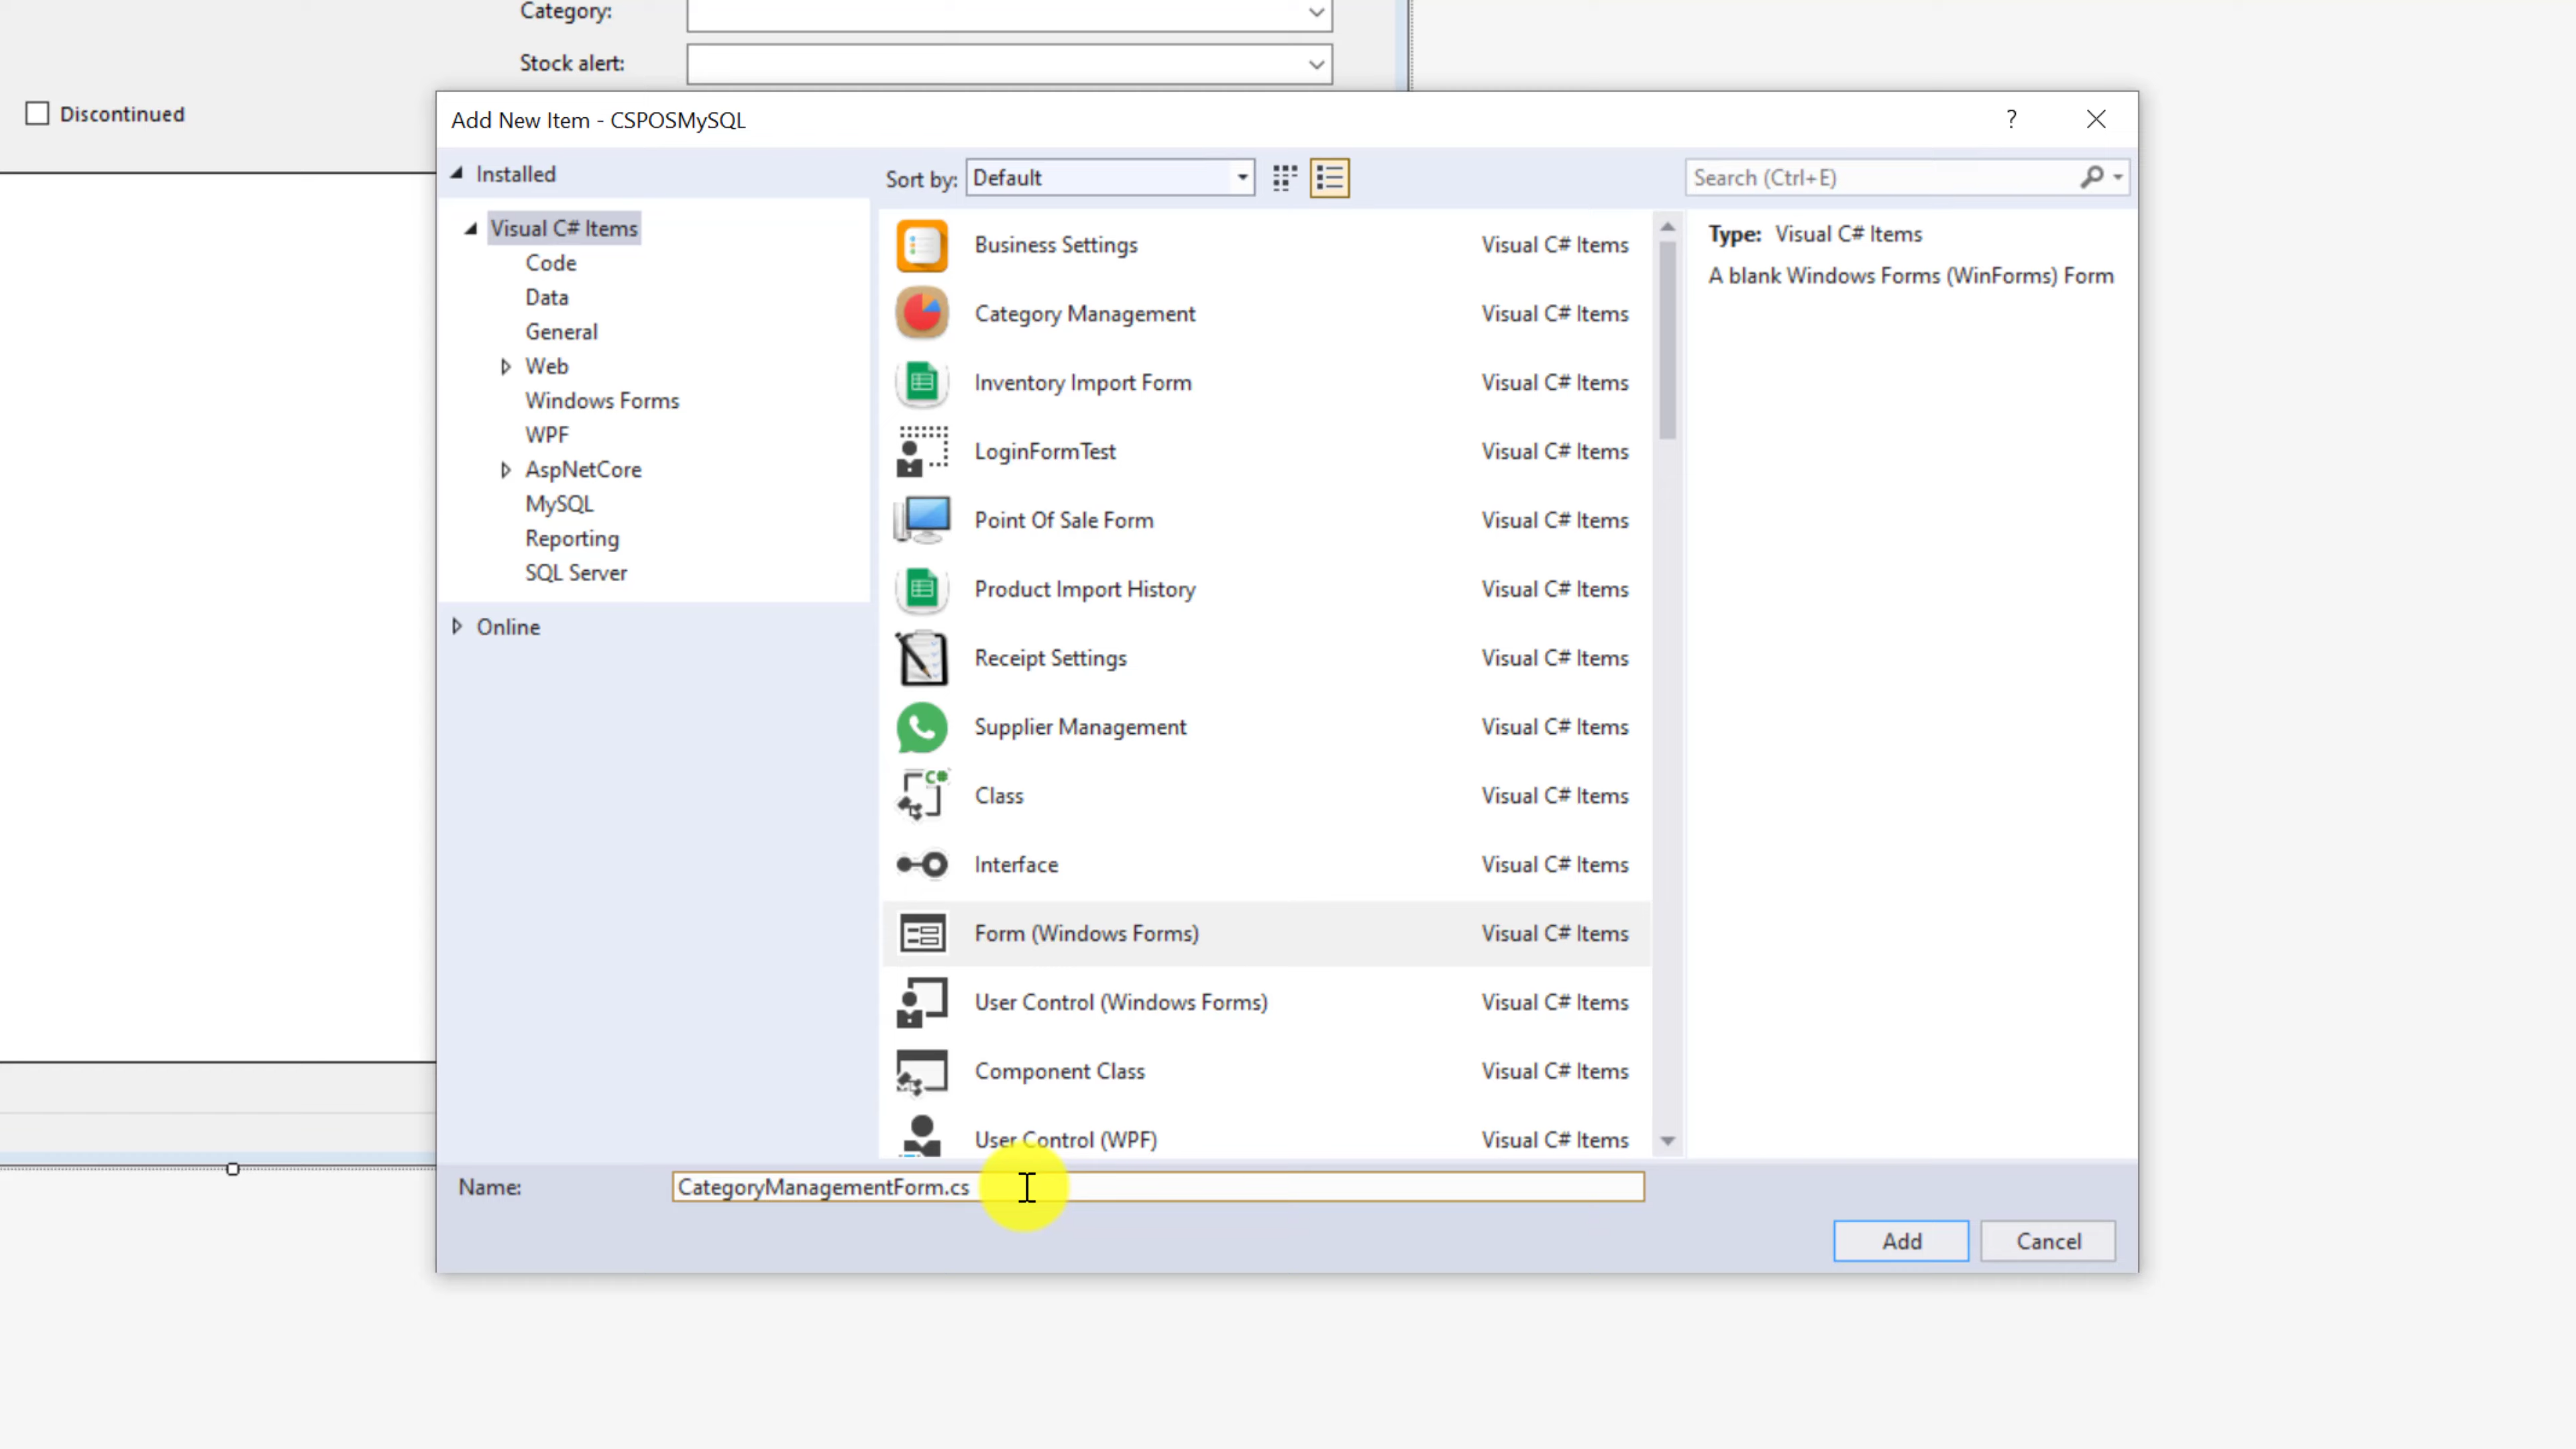 Category:
Stock alert:
Discontinued
Add New Item - CSPOSMySQL
?
Installed
Sort by: Default
Search (Ctrl+E)
Visual C# Items
Code
Data
General
Web
Windows Forms
WPF
AspNetCore
MySQL
Reporting
SQL Server
Online
Business Settings Visual C# Items
Category Management Visual C# Items
Inventory Import Form Visual C# Items
LoginFormTest Visual C# Items
Point Of Sale Form Visual C# Items
Product Import History Visual C# Items
Receipt Settings Visual C# Items
Supplier Management Visual C# Items
Class Visual C# Items
Interface Visual C# Items
Form (Windows Forms) Visual C# Items
User Control (Windows Forms) Visual C# Items
Component Class Visual C# Items
User Control (WPF) Visual C# Items
Type: Visual C# Items
A blank Windows Forms (WinForms) Form
Name: CategoryManagementForm.cs
Add Cancel